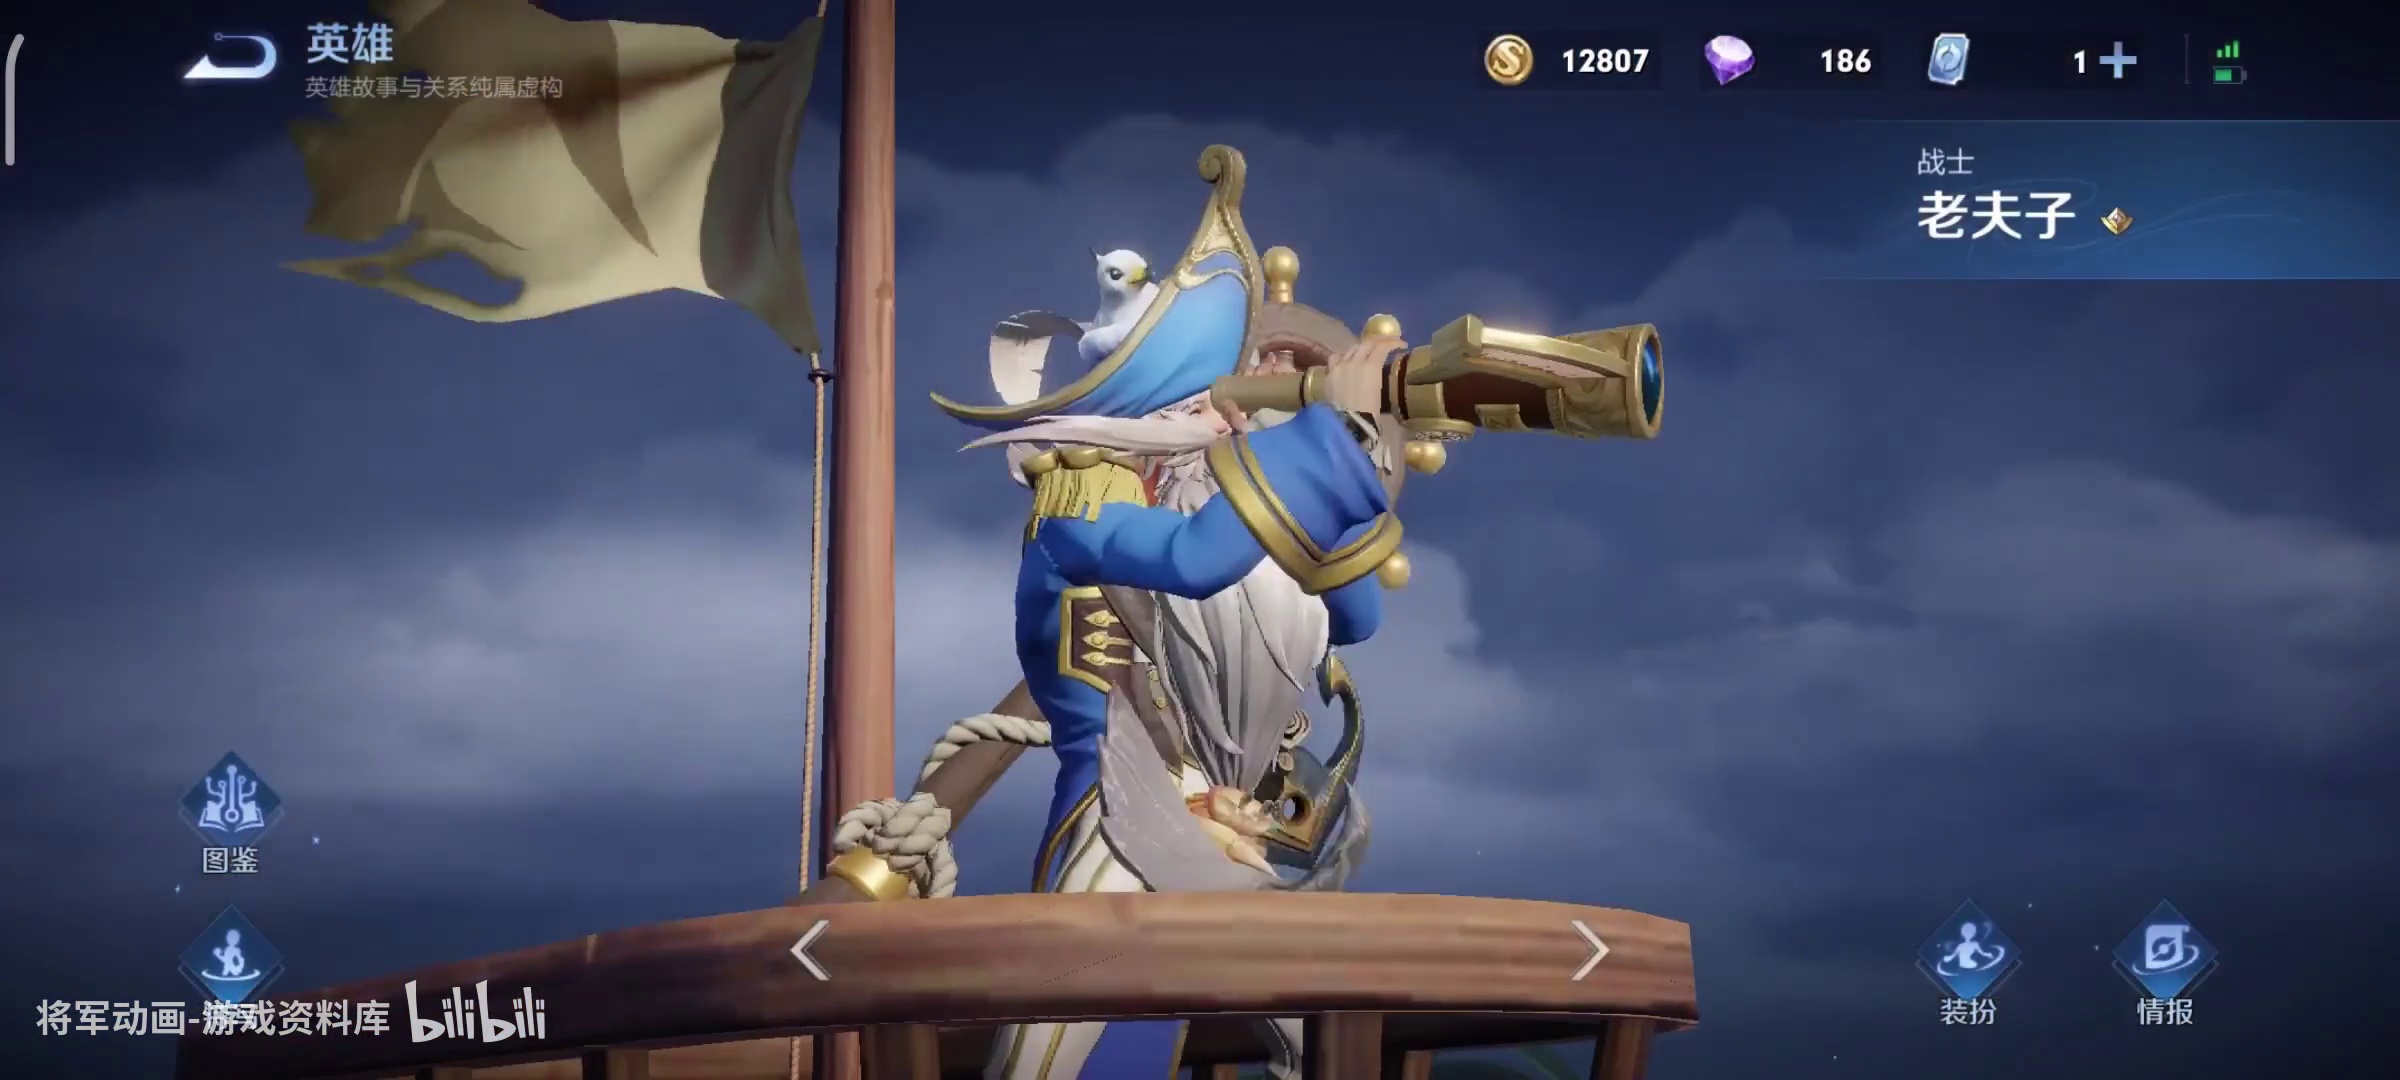 英雄
英雄故事与关系纯属虚构
12807
186
1
战士
老夫子
图鉴
装扮
情报
将军动画-游戏资料库 bilibili